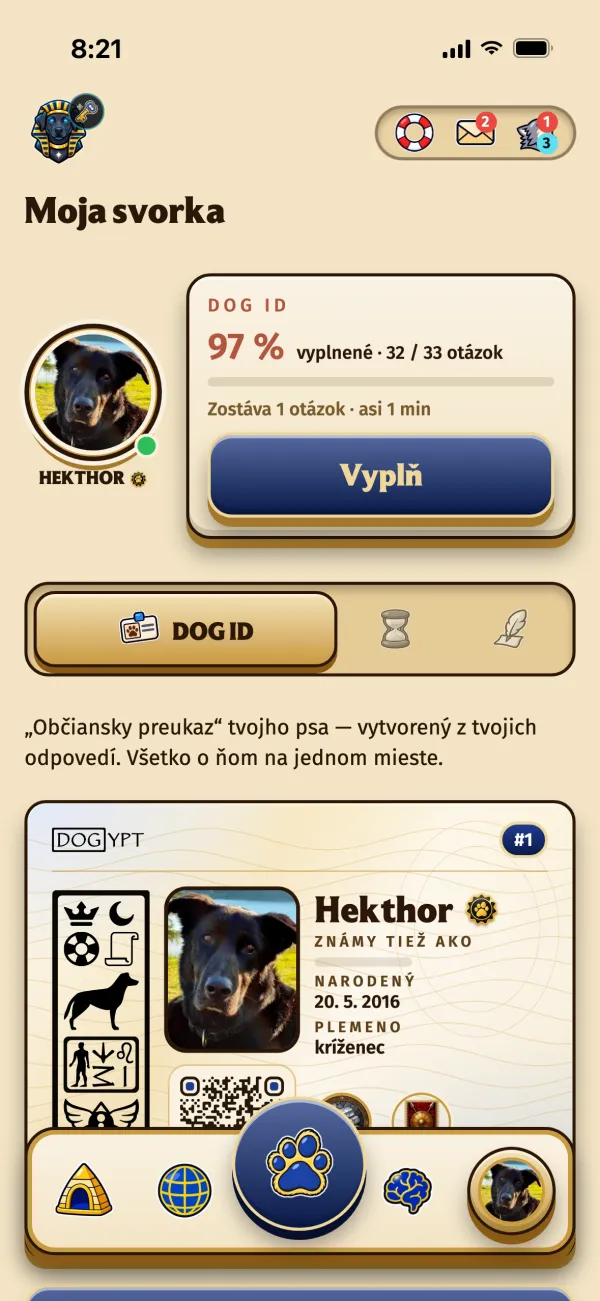 8:21
2
1
3
Moja svorka
DOG ID
97 % vyplnené · 32 / 33 otázok
Zostáva 1 otázok · asi 1 min
Vyplň
HEKTHOR
DOG ID
„Občiansky preukaz“ tvojho psa — vytvorený z tvojich
odpovedí. Všetko o ňom na jednom mieste.
DOGYPT
#1
Hekthor
ZNÁMY TIEŽ AKO
NARODENÝ
20. 5. 2016
PLEMENO
kríženec